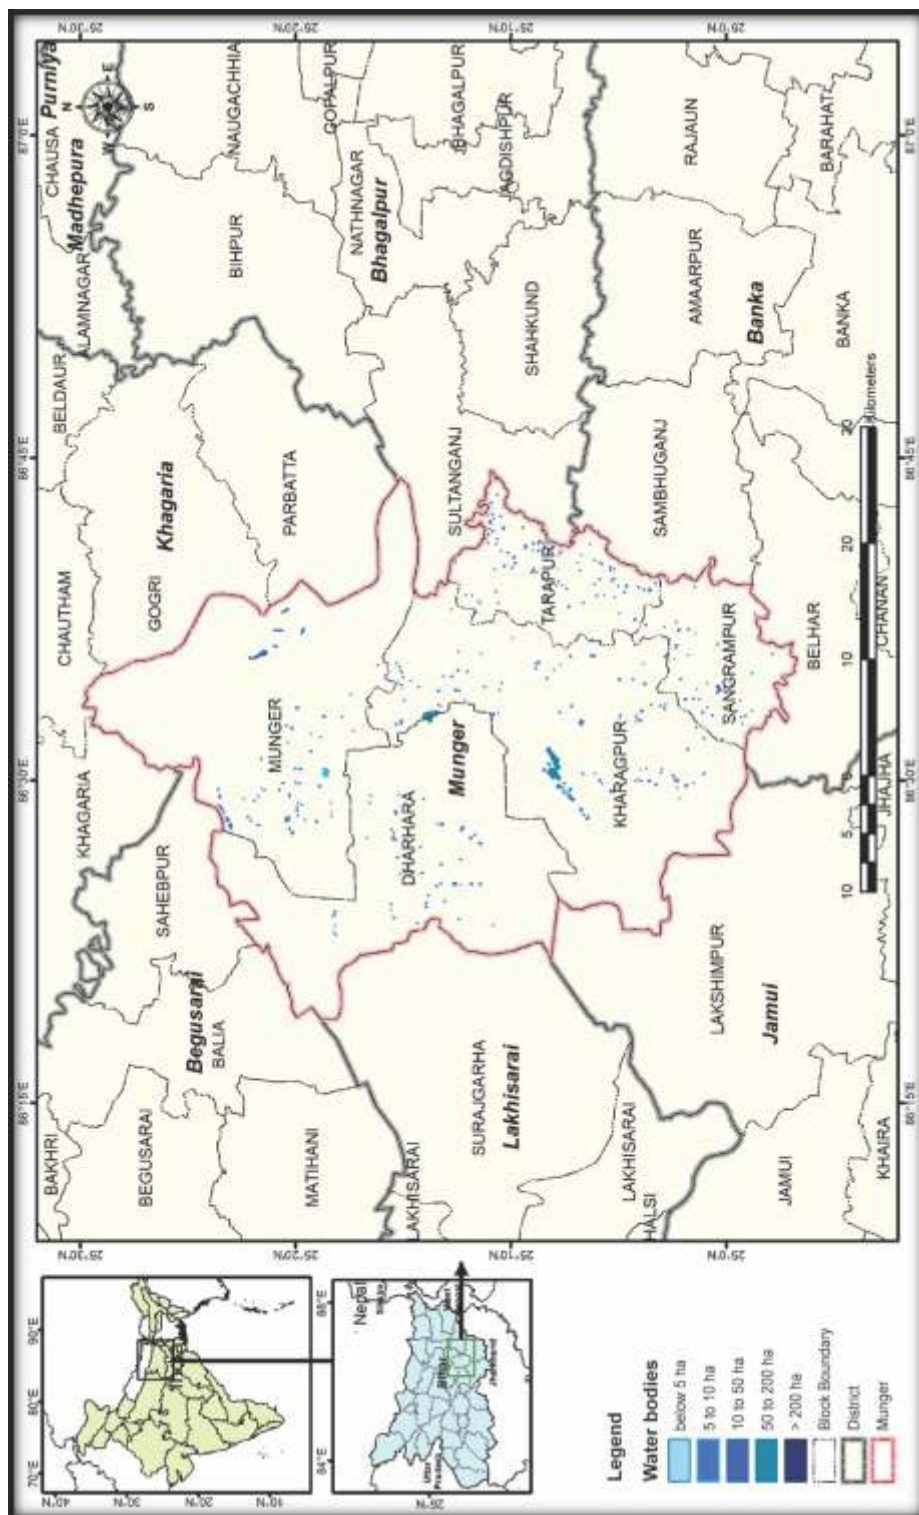 70°E
80°E
90°E
40°N
30°N
20°N
10°N
84°E
88°E
Nepal
Uttar
Pradesh
Bihar
Jharkhand
26°N
Legend
Water bodies
below 5 ha
5 to 10 ha
10 to 50 ha
50 to 200 ha
> 200 ha
Block Boundary
District
Munger
86°15'E
86°30'E
86°45'E
87°0'E
25°30'N
25°20'N
25°10'N
25°0'N
N
E
S
W
BAKHRI
KHAGARIA
CHAUTHAM
BELDAUR
ALAMNAGAR
Madhepura
CHAUSA
Purniya
BEGUSARAI
SAHEBPUR
Begusarai
BALIA
GOGRI
Khagaria
BIHPUR
NAUGACHHIA
MATIHANI
MUNGER
PARBATTA
GOPALPUR
NATHNAGAR
Bhagalpur
LAKHISARAI
DHARHARA
SULTANGANJ
BHAGALPUR
SURAJGARHA
Lakhisarai
Munger
TARAPUR
SHAHKUND
JAGDISHPUR
LAKHISARAI
HALSI
KHARAGPUR
SAMBHUGANJ
AMAARPUR
RAJAUN
LAKSHIMPUR
SANGRAMPUR
Banka
JAMUI
Jamui
BELHAR
BANKA
BARAHAT
KHAIRA
JHAJHA
CHANAN
10
5
0
10
20
30
Kilometers